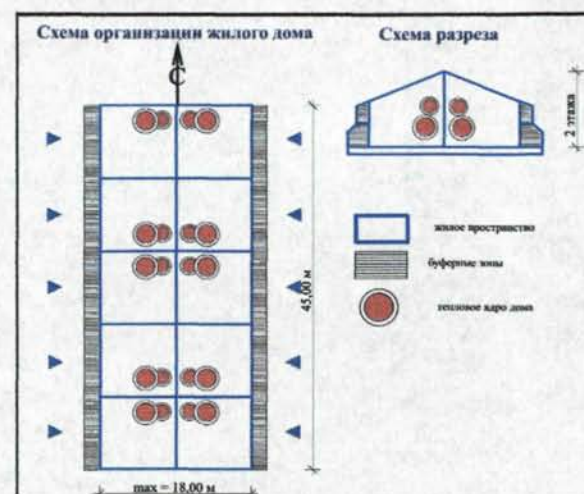 Схема организации жилого дома
С
45,00 м
max = 18,00 м
Схема разреза
2 этажа
жилое пространство
буферные зоны
тепловое ядро дома